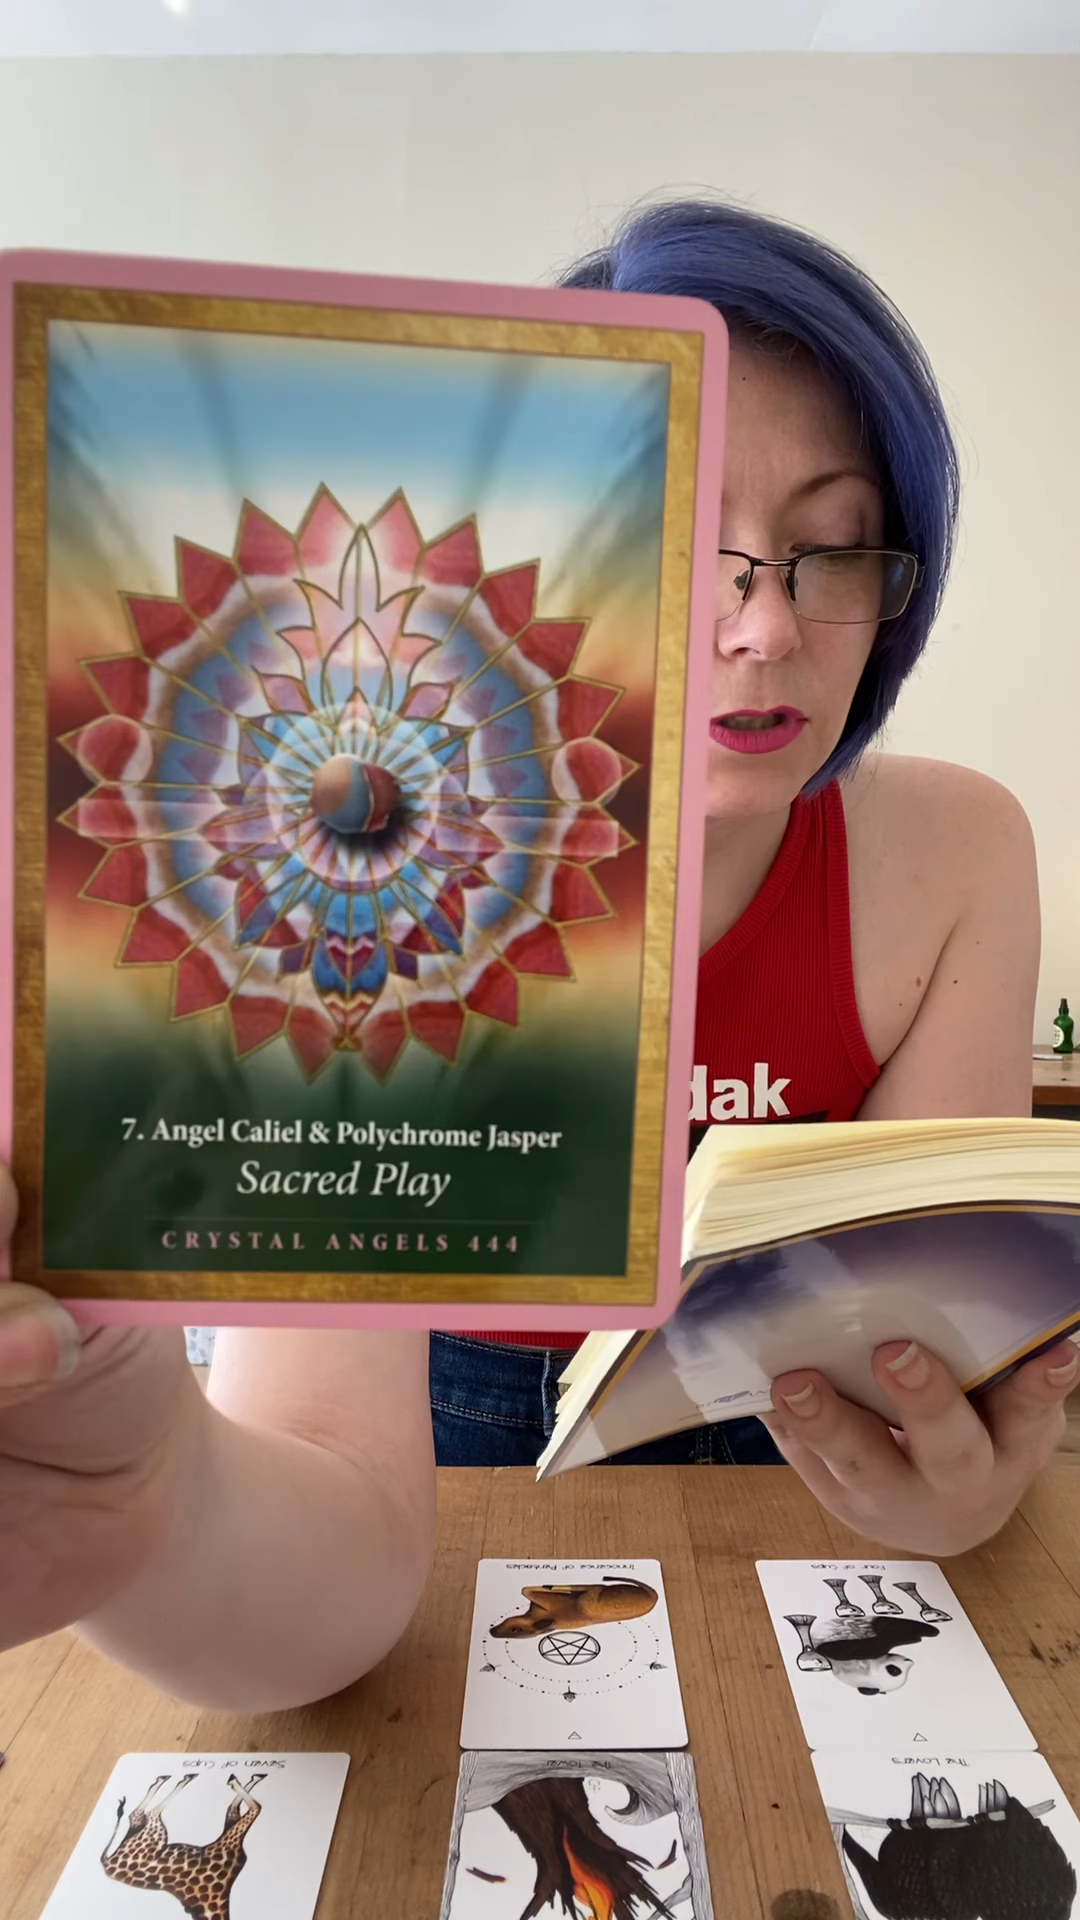 7. Angel Caliel & Polychrome Jasper
Sacred Play
CRYSTAL ANGELS 444
dak
Innocence of Pentacles
Four of Cups
Seven of Cups
The Tower
The Lovers